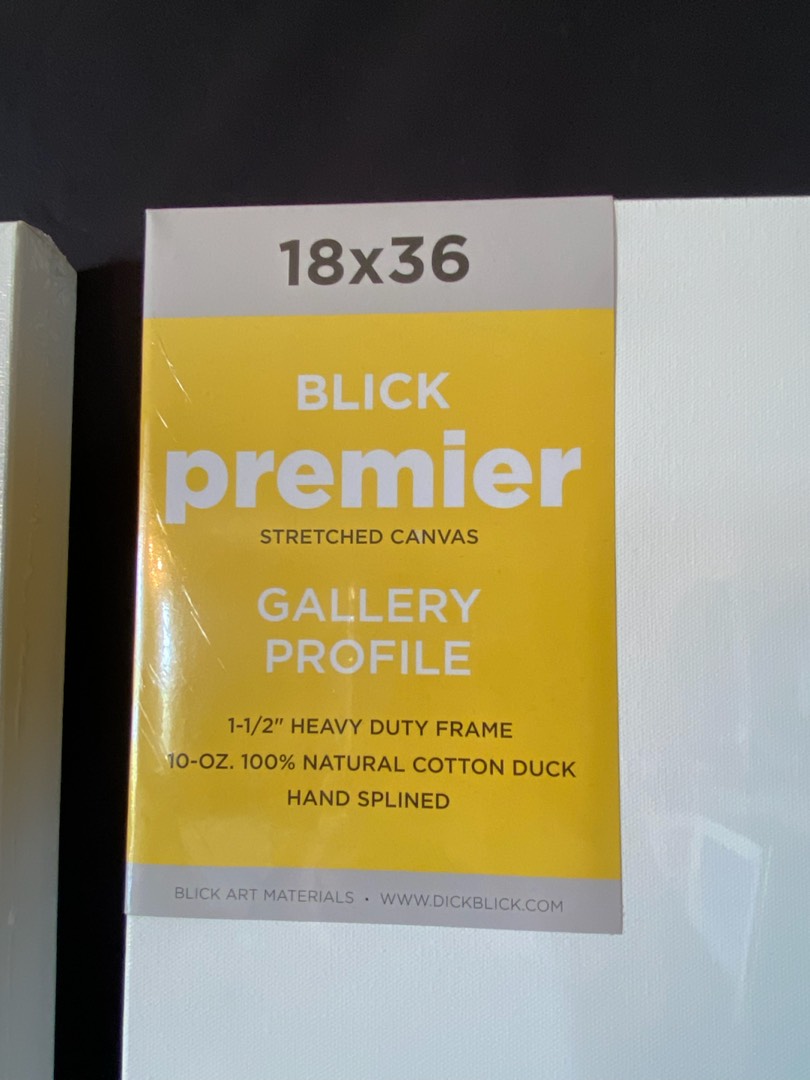 18x36
BLICK
premier
STRETCHED CANVAS
GALLERY
PROFILE
1-1/2" HEAVY DUTY FRAME
10-OZ. 100% NATURAL COTTON DUCK
HAND SPLINED
BLICK ART MATERIALS • WWW.DICKBLICK.COM